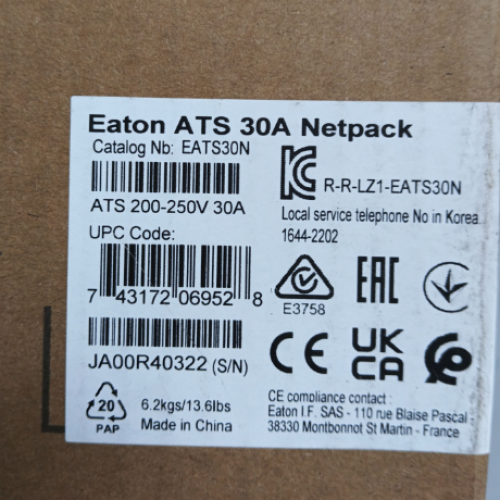 Eaton ATS 30A Netpack
Catalog Nb: EATS30N
R-R-LZ1-EATS30N
ATS 200-250V 30A
Local service telephone No in Korea
1644-2202
UPC Code:
7 43172 06952 8
E3758
EAC
CE
UK
CA
JA00R40322 (S/N)
20
PAP
6.2kgs/13.6lbs
Made in China
CE compliance contact :
Eaton I.F. SAS - 110 rue Blaise Pascal -
38330 Montbonnot St Martin - France